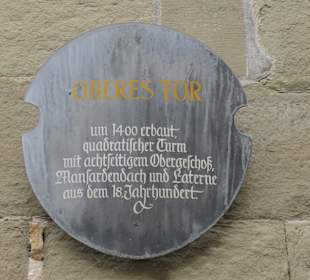 OBERES TOR
um 1400 erbaut
quadratischer Turm
mit achtseitigem Obergeschoß,
Mansardendach und Laterne
aus dem 18. Jahrhundert.